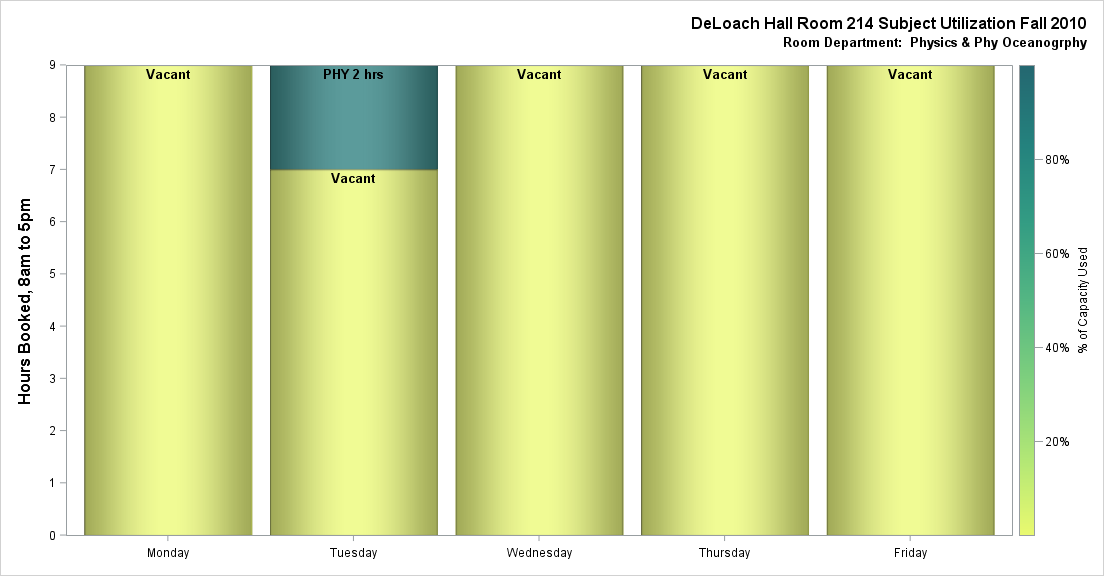 DeLoach Hall Room 214 Subject Utilization Fall 2010
Room Department:  Physics & Phy Oceanogrphy
Hours Booked, 8am to 5pm
9
8
7
6
5
4
3
2
1
0
Vacant
PHY 2 hrs
Vacant
Vacant
Vacant
Vacant
Monday
Tuesday
Wednesday
Thursday
Friday
80%
60%
40%
20%
% of Capacity Used